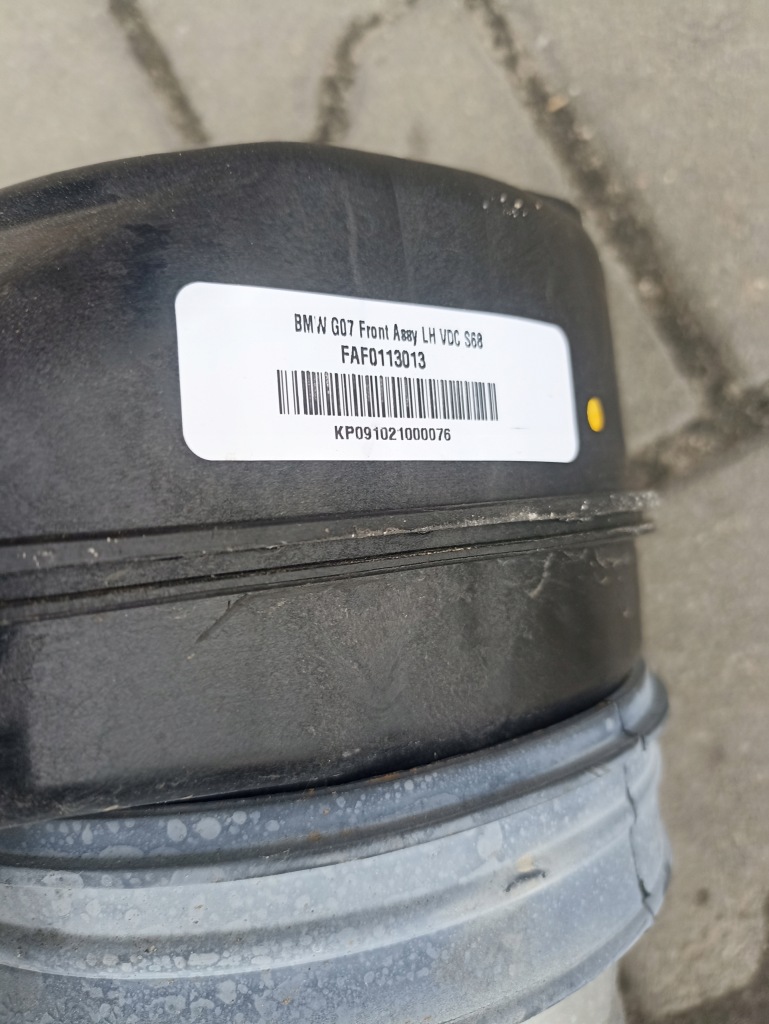 BMW G07 Front Assy LH VDC S68
FAF0113013
KP091021000076